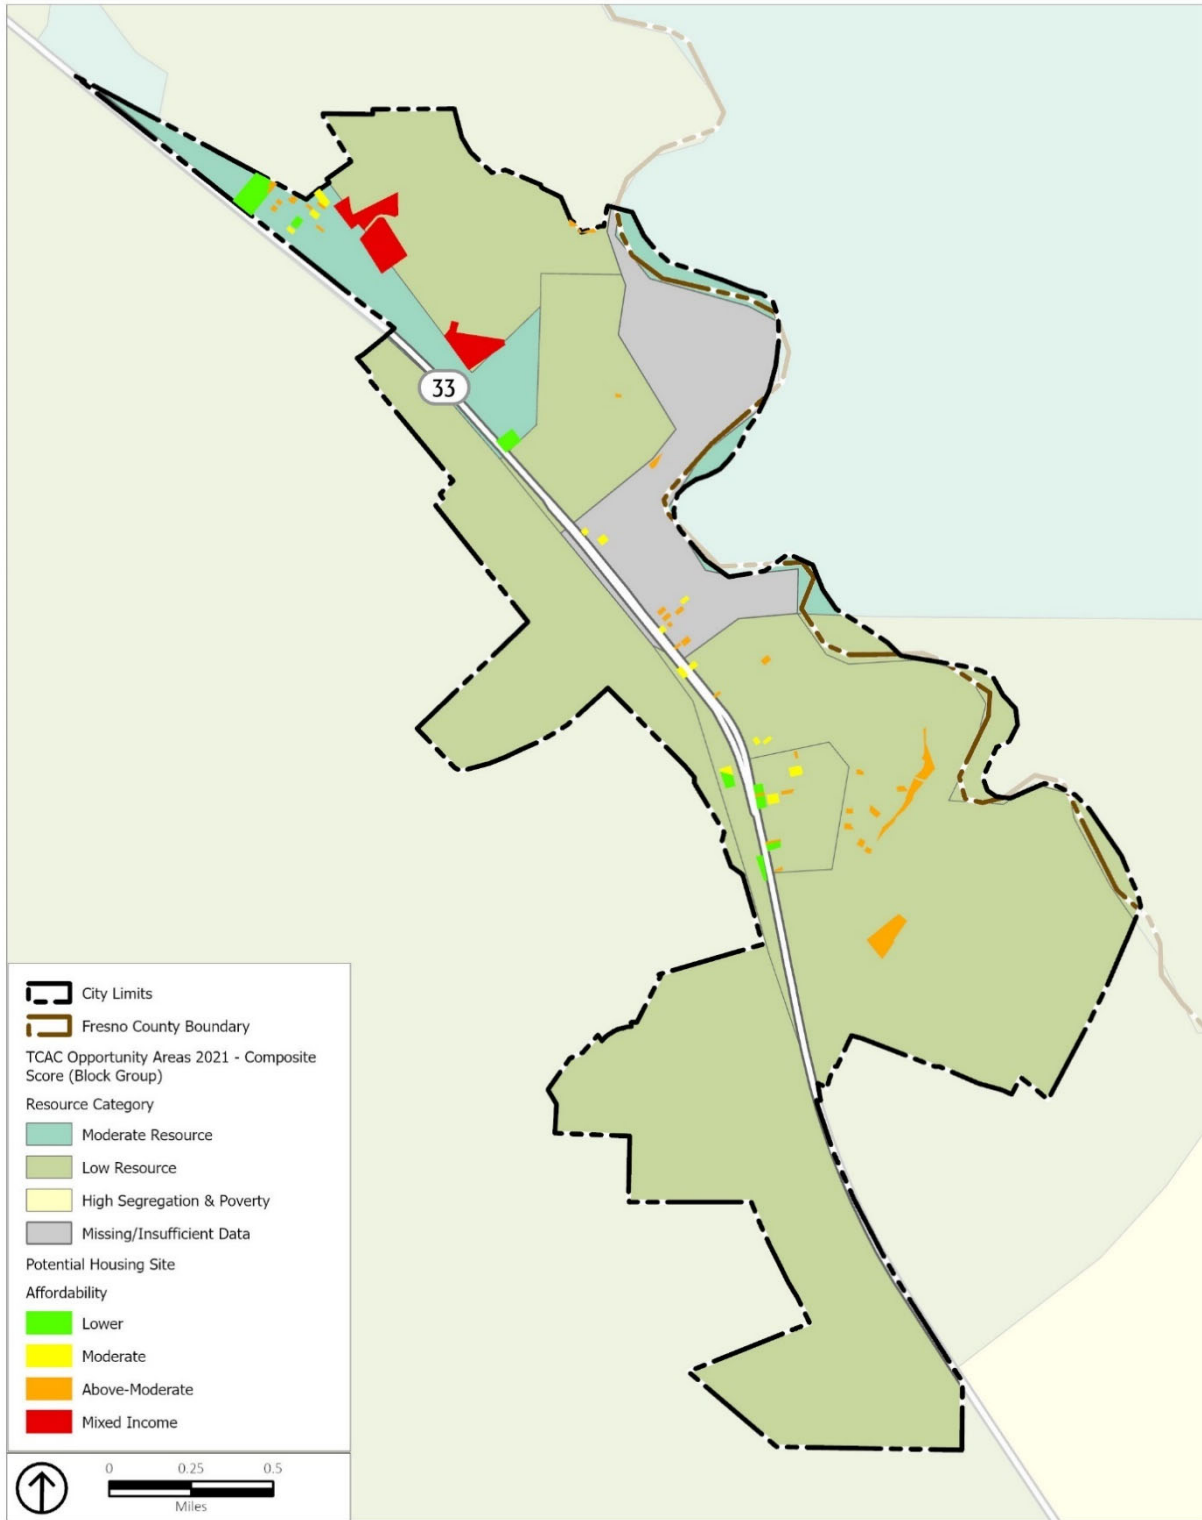 33
City Limits
Fresno County Boundary
TCAC Opportunity Areas 2021 - Composite
Score (Block Group)
Resource Category
Moderate Resource
Low Resource
High Segregation & Poverty
Missing/Insufficient Data
Potential Housing Site
Affordability
Lower
Moderate
Above-Moderate
Mixed Income
0 0.25 0.5
Miles